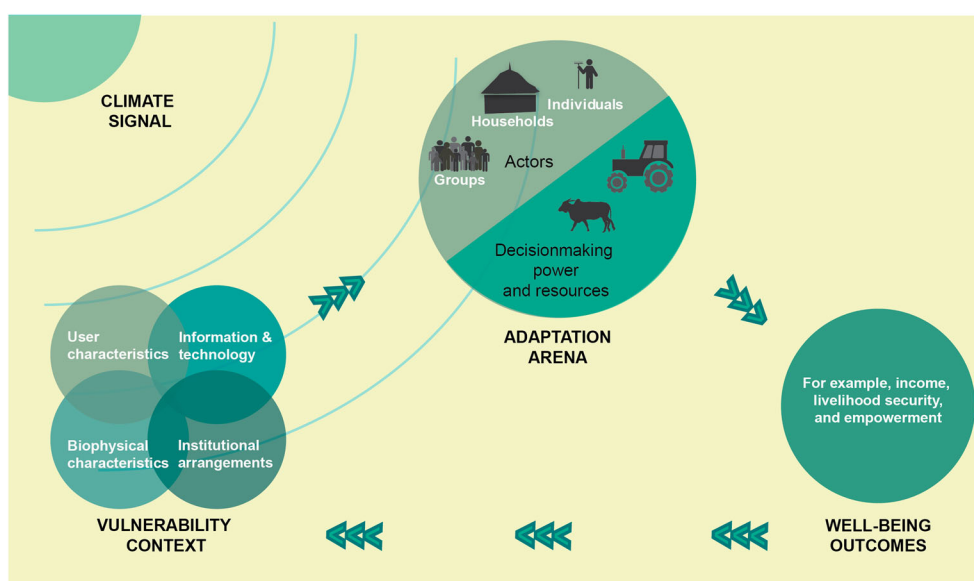 CLIMATE
SIGNAL
Individuals
Households
Groups
Actors
Decisionmaking
power
and resources
ADAPTATION
ARENA
User
characteristics
Information &
technology
Biophysical
characteristics
Institutional
arrangements
VULNERABILITY
CONTEXT
For example, income,
livelihood security,
and empowerment
WELL-BEING
OUTCOMES